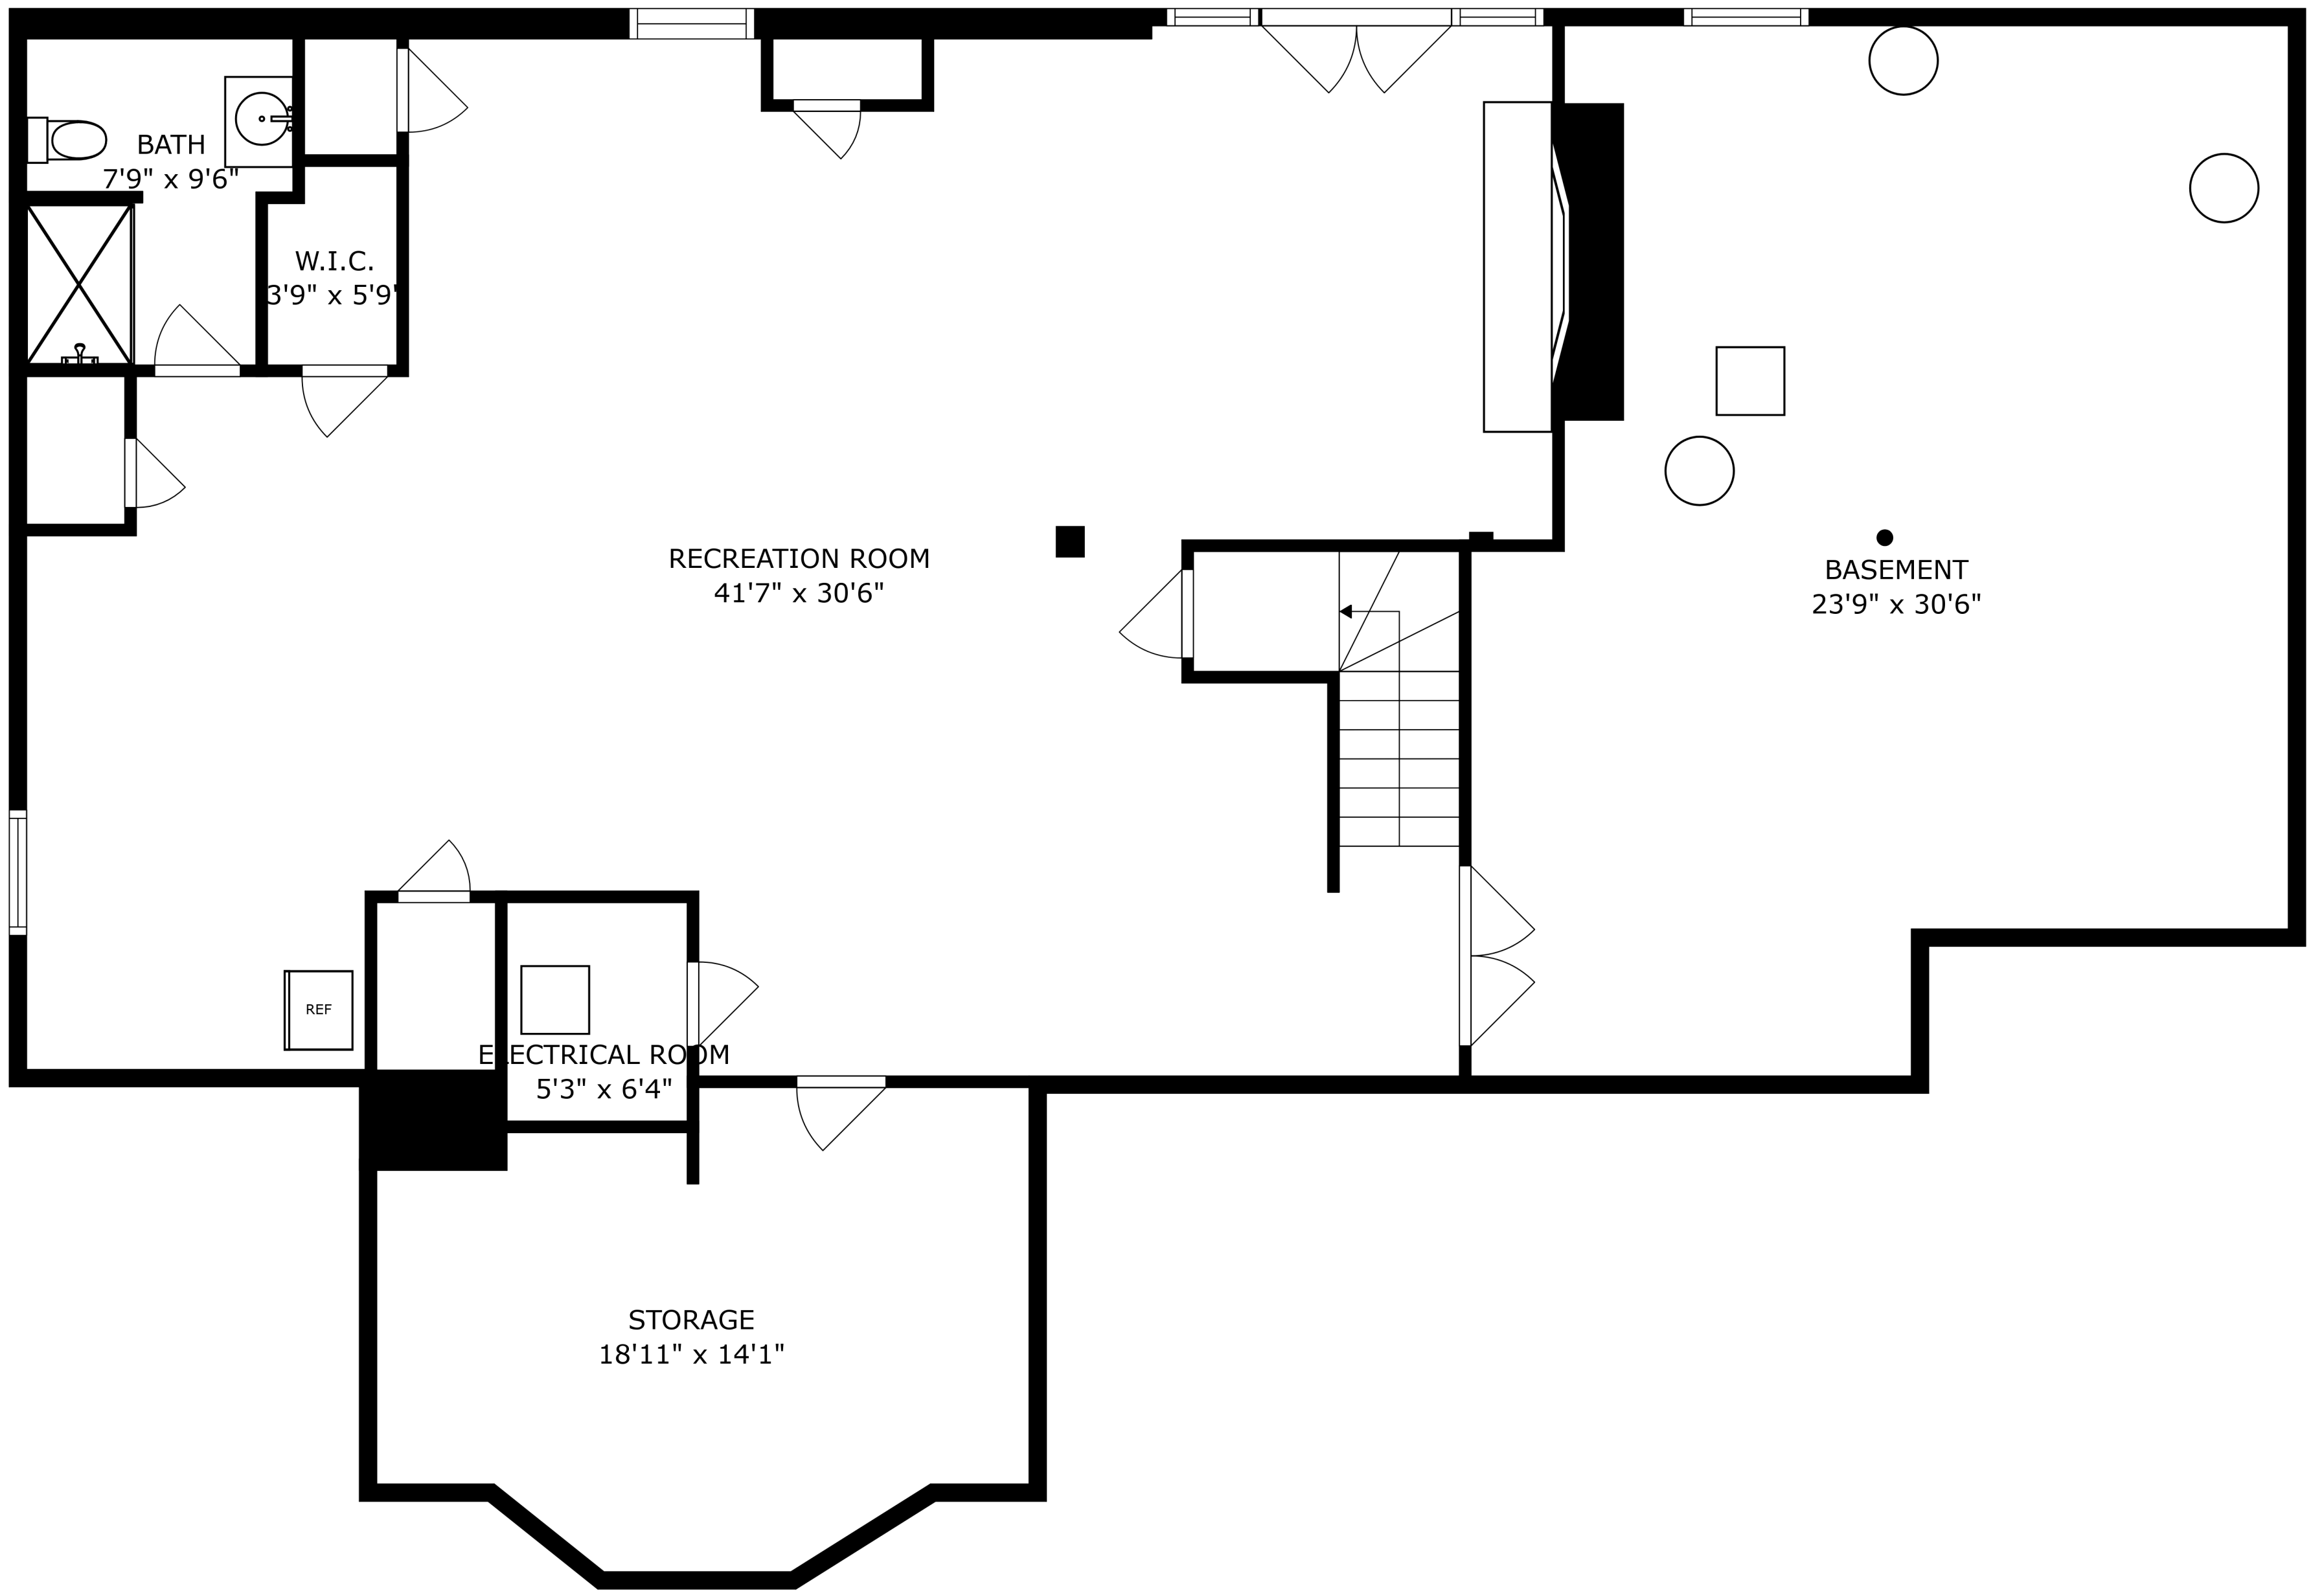 BATH
7'9" x 9'6"
W.I.C.
3'9" x 5'9"
RECREATION ROOM
41'7" x 30'6"
BASEMENT
23'9" x 30'6"
REF
ELECTRICAL ROOM
5'3" x 6'4"
STORAGE
18'11" x 14'1"